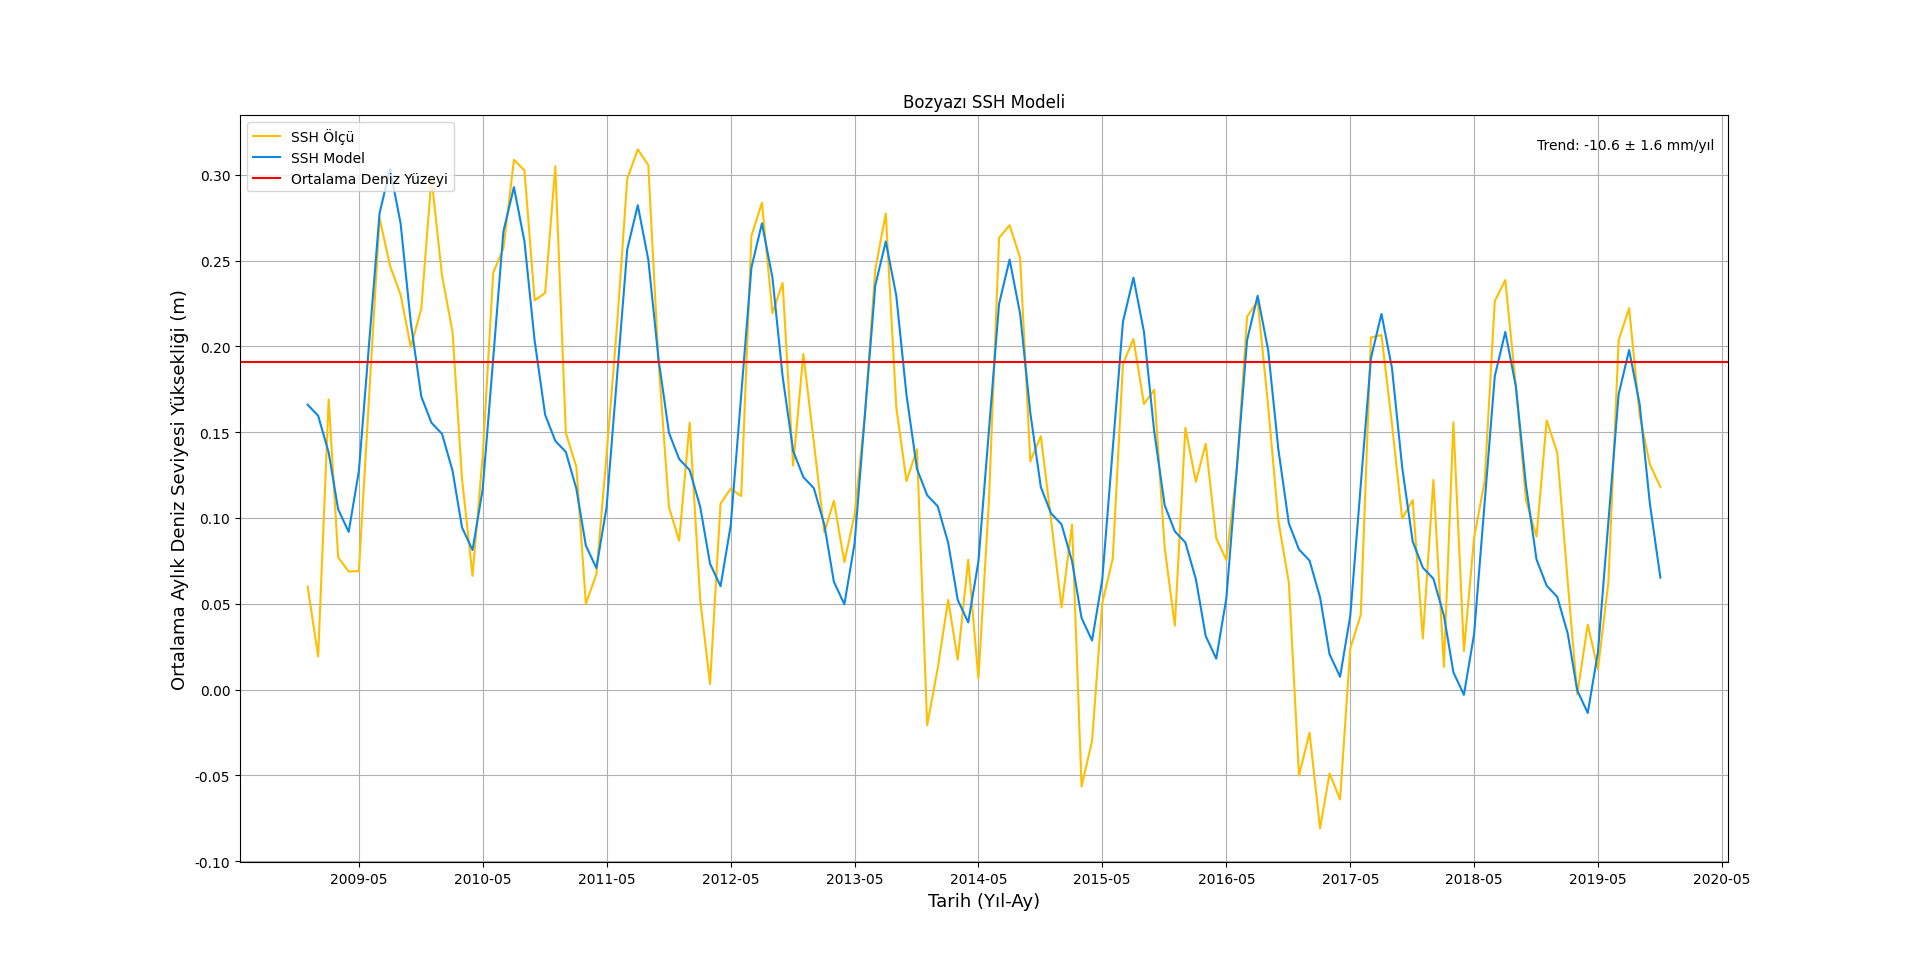 Bozyazı SSH Modeli
SSH Ölçü
SSH Model
Ortalama Deniz Yüzeyi
Trend: -10.6 ± 1.6 mm/yıl
Ortalama Aylık Deniz Seviyesi Yüksekliği (m)
0.30
0.25
0.20
0.15
0.10
0.05
0.00
-0.05
-0.10
2009-05 2010-05 2011-05 2012-05 2013-05 2014-05 2015-05 2016-05 2017-05 2018-05 2019-05 2020-05
Tarih (Yıl-Ay)